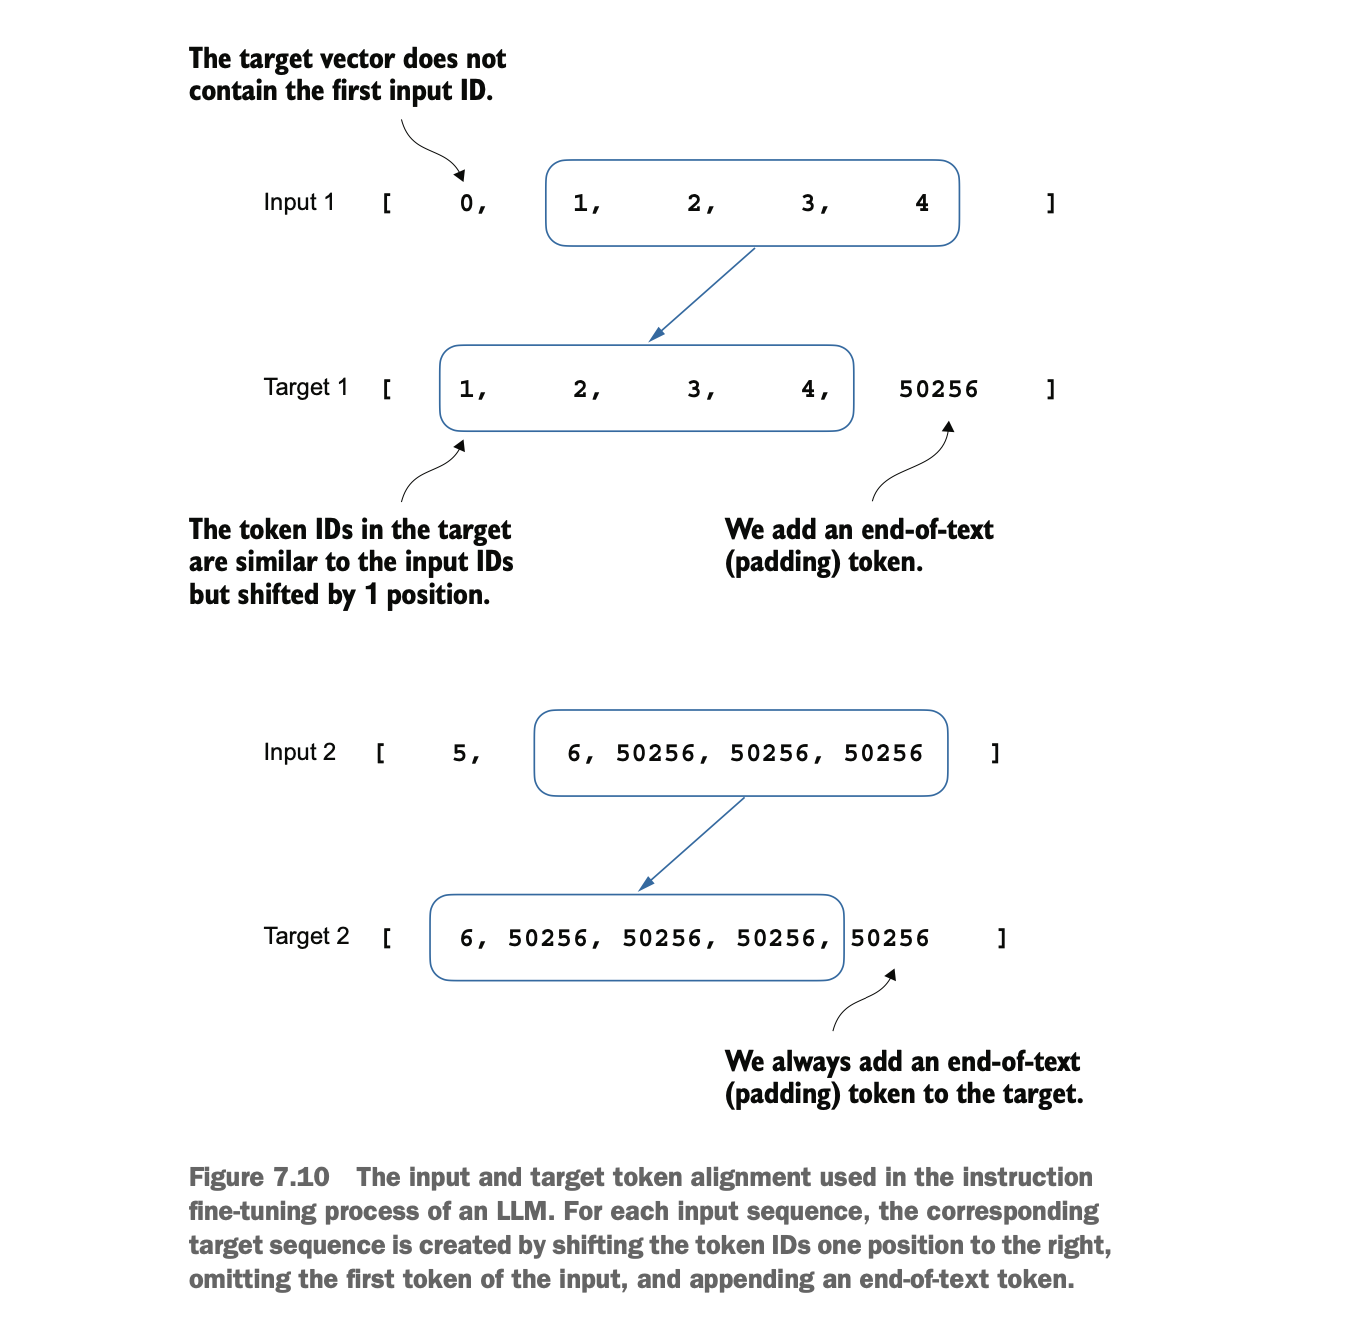 The target vector does not
contain the first input ID.
Input 1 [ 0, 1, 2, 3, 4 ]
Target 1 [ 1, 2, 3, 4, 50256 ]
The token IDs in the target
are similar to the input IDs
but shifted by 1 position.
We add an end-of-text
(padding) token.
Input 2 [ 5, 6, 50256, 50256, 50256 ]
Target 2 [ 6, 50256, 50256, 50256, 50256 ]
We always add an end-of-text
(padding) token to the target.
Figure 7.10 The input and target token alignment used in the instruction
fine-tuning process of an LLM. For each input sequence, the corresponding
target sequence is created by shifting the token IDs one position to the right,
omitting the first token of the input, and appending an end-of-text token.